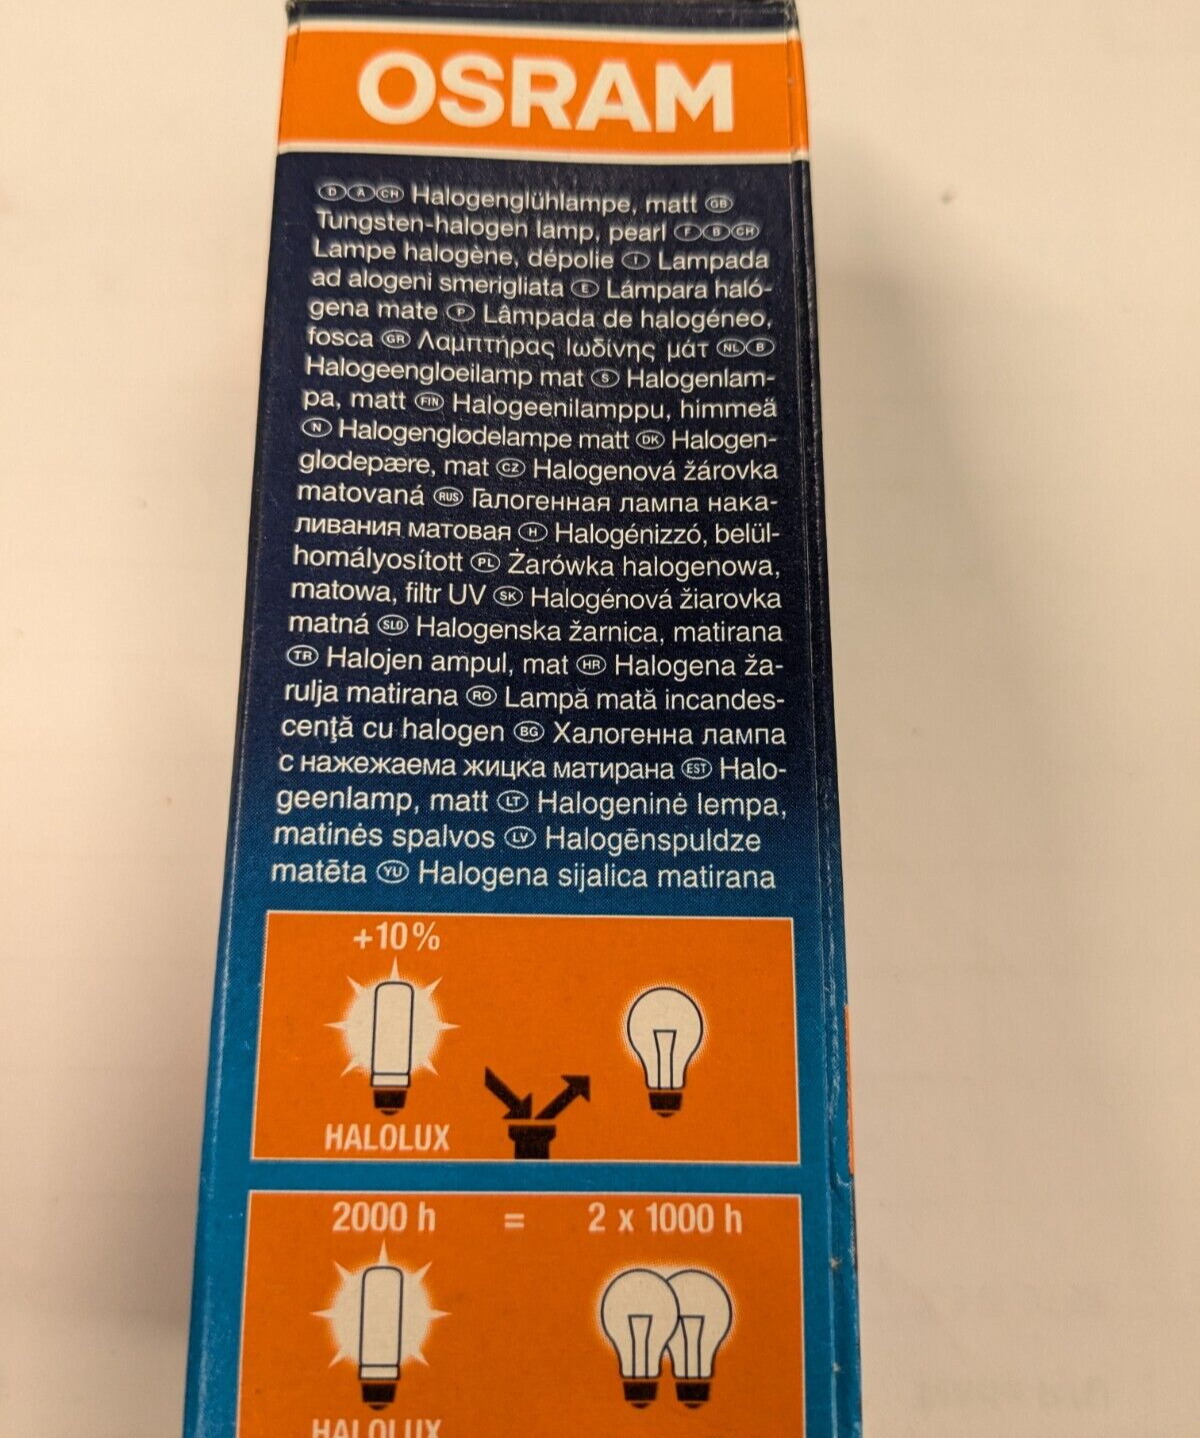 OSRAM
D A CH Halogenglühlampe, matt GB
Tungsten-halogen lamp, pearl F B CH
Lampe halogène, dépolie I Lampada
ad alogeni smerigliata E Lámpara haló-
gena mate P Lâmpada de halogéneo,
fosca GR Λαμπτήρας Ιωδίνης μάτ NL B
Halogeengloeilamp mat S Halogenlam-
pa, matt FIN Halogeenilamppu, himmeä
N Halogenglødelampe matt DK Halogen-
glødepære, mat CZ Halogenová žárovka
matovaná RUS Галогенная лампа нака-
ливания матовая H Halogénizzó, belül-
homályosított PL Żarówka halogenowa,
matowa, filtr UV SK Halogénová žiarovka
matná SLO Halogenska žarnica, matirana
TR Halojen ampul, mat HR Halogena ža-
rulja matirana RO Lampă mată incandes-
cenţă cu halogen BG Халогенна лампа
с нажежаема жицка матирана EST Halo-
geenlamp, matt LT Halogeninė lempa,
matinės spalvos LV Halogēnspuldze
matēta YU Halogena sijalica matirana
+10%
HALOLUX
2000 h = 2 x 1000 h
HALOLUX